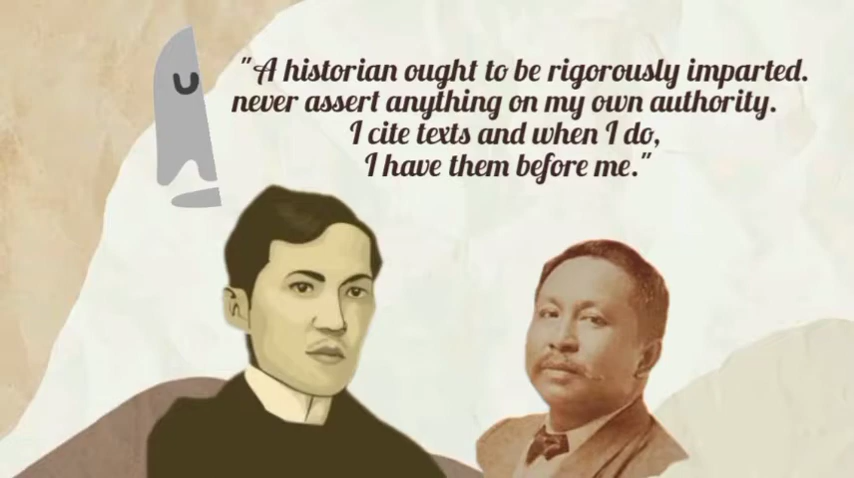 "A historian ought to be rigorously imparted.
never assert anything on my own authority.
I cite texts and when I do,
I have them before me."